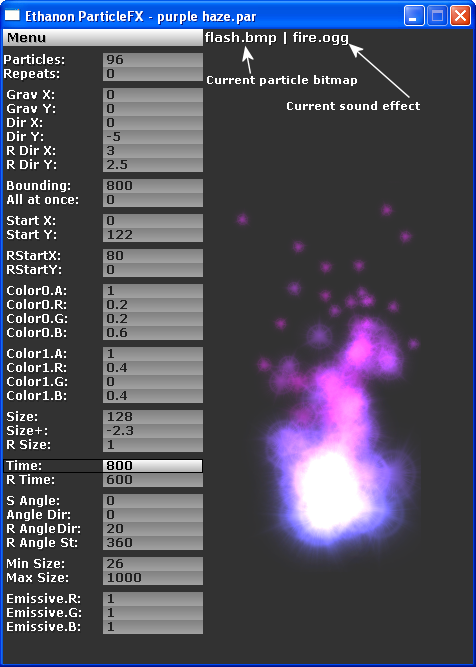 Ethanon ParticleFX - purple haze.par
Menu
flash.bmp | fire.ogg
Current particle bitmap
Current sound effect
Particles: 96
Repeats: 0
Grav X: 0
Grav Y: 0
Dir X: 0
Dir Y: -5
R Dir X: 3
R Dir Y: 2.5
Bounding: 800
All at once: 0
Start X: 0
Start Y: 122
RStartX: 80
RStartY: 0
Color0.A: 1
Color0.R: 0.2
Color0.G: 0.2
Color0.B: 0.6
Color1.A: 1
Color1.R: 0.4
Color1.G: 0
Color1.B: 0.4
Size: 128
Size+: -2.3
R Size: 1
Time: 800
R Time: 600
S Angle: 0
Angle Dir: 0
R AngleDir: 20
R Angle St: 360
Min Size: 26
Max Size: 1000
Emissive.R: 1
Emissive.G: 1
Emissive.B: 1